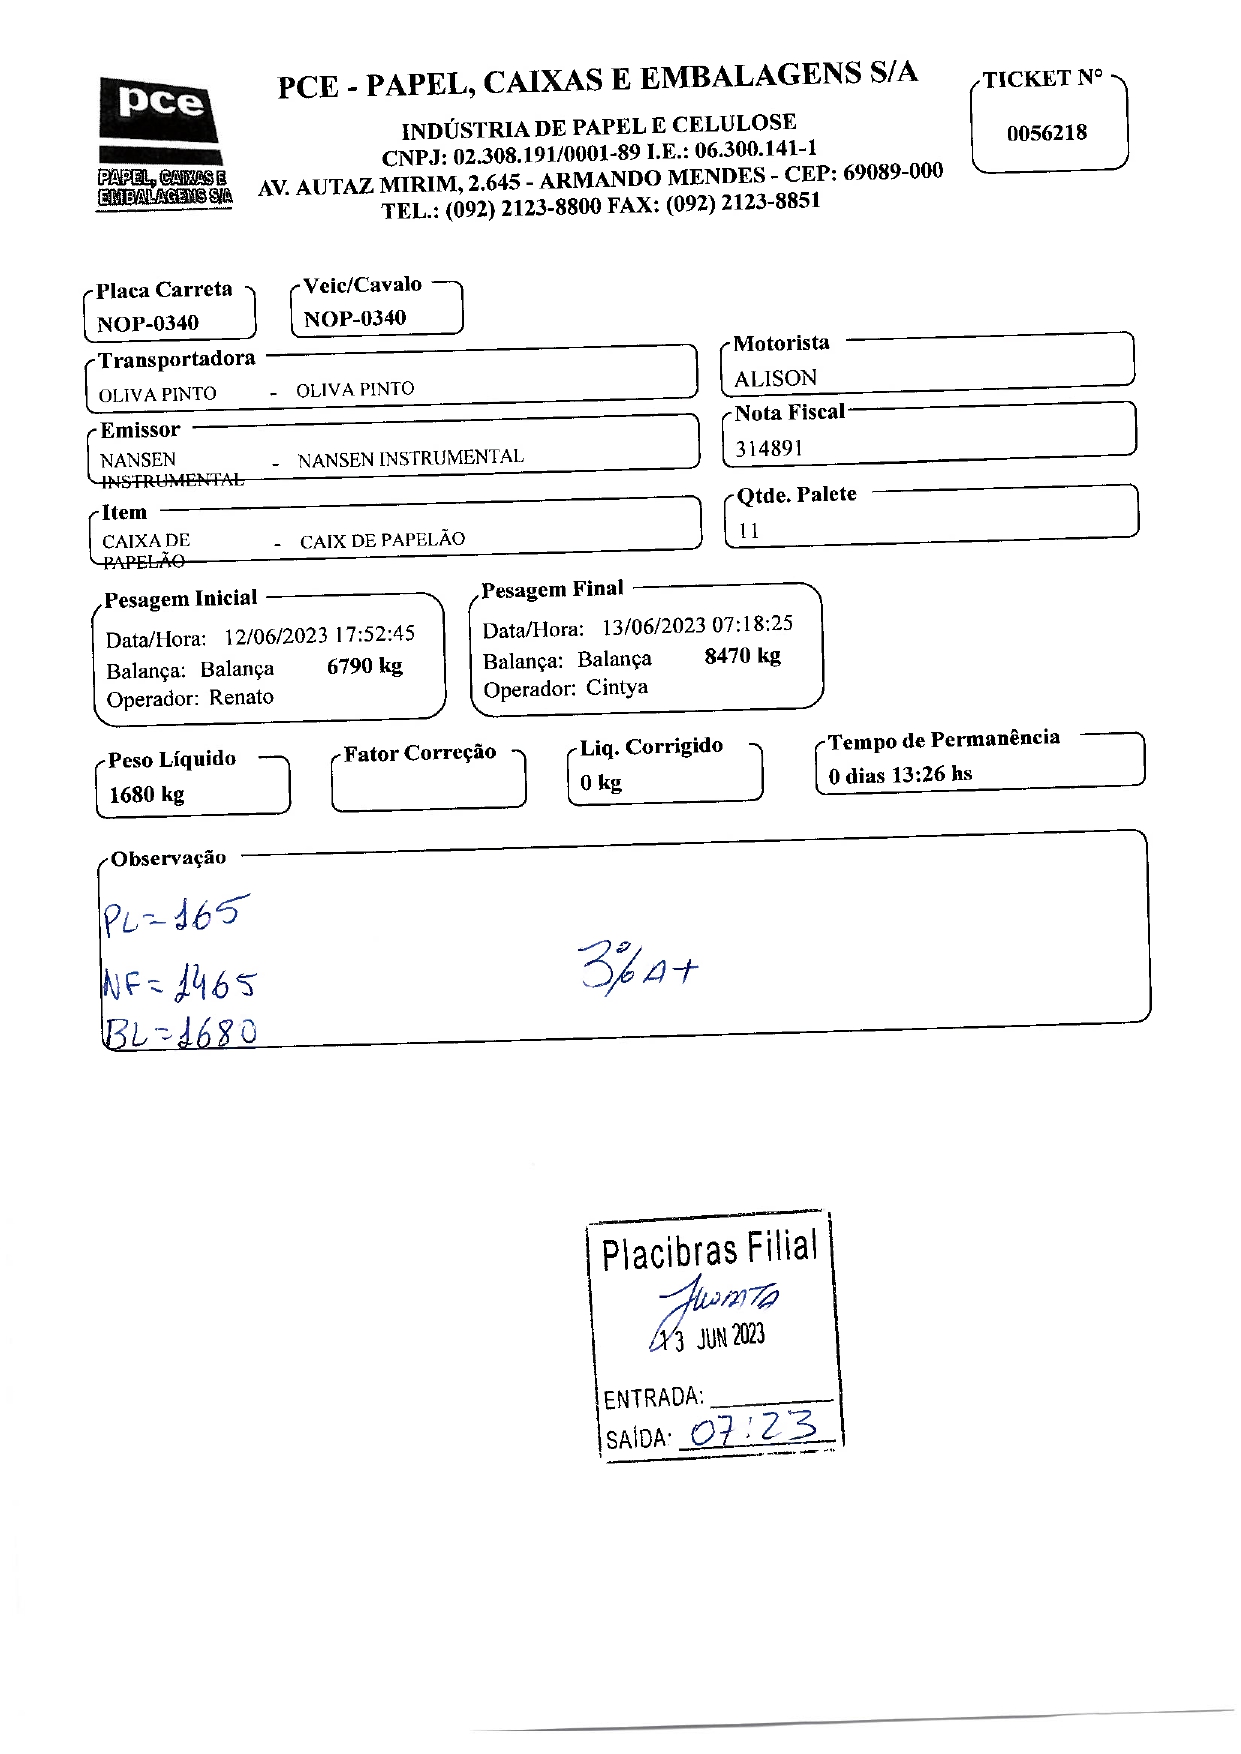 pce
PAPEL, CAIXAS E
EMBALAGENS S/A
PCE - PAPEL, CAIXAS E EMBALAGENS S/A
INDÚSTRIA DE PAPEL E CELULOSE
CNPJ: 02.308.191/0001-89 I.E.: 06.300.141-1
AV. AUTAZ MIRIM, 2.645 - ARMANDO MENDES - CEP: 69089-000
TEL.: (092) 2123-8800 FAX: (092) 2123-8851
TICKET Nº
0056218
Placa Carreta
NOP-0340
Veic/Cavalo
NOP-0340
Transportadora
OLIVA PINTO - OLIVA PINTO
Motorista
ALISON
Emissor
NANSEN - NANSEN INSTRUMENTAL
INSTRUMENTAL
Nota Fiscal
314891
Item
CAIXA DE - CAIX DE PAPELÃO
PAPELÃO
Qtde. Palete
11
Pesagem Inicial
Data/Hora: 12/06/2023 17:52:45
Balança: Balança 6790 kg
Operador: Renato
Pesagem Final
Data/Hora: 13/06/2023 07:18:25
Balança: Balança 8470 kg
Operador: Cintya
Peso Líquido
1680 kg
Fator Correção
Liq. Corrigido
0 kg
Tempo de Permanência
0 dias 13:26 hs
Observação
PL=165
NF=1465
BL=1680
3% A+
Placibras Filial
13 JUN 2023
ENTRADA:
SAÍDA: 07:23